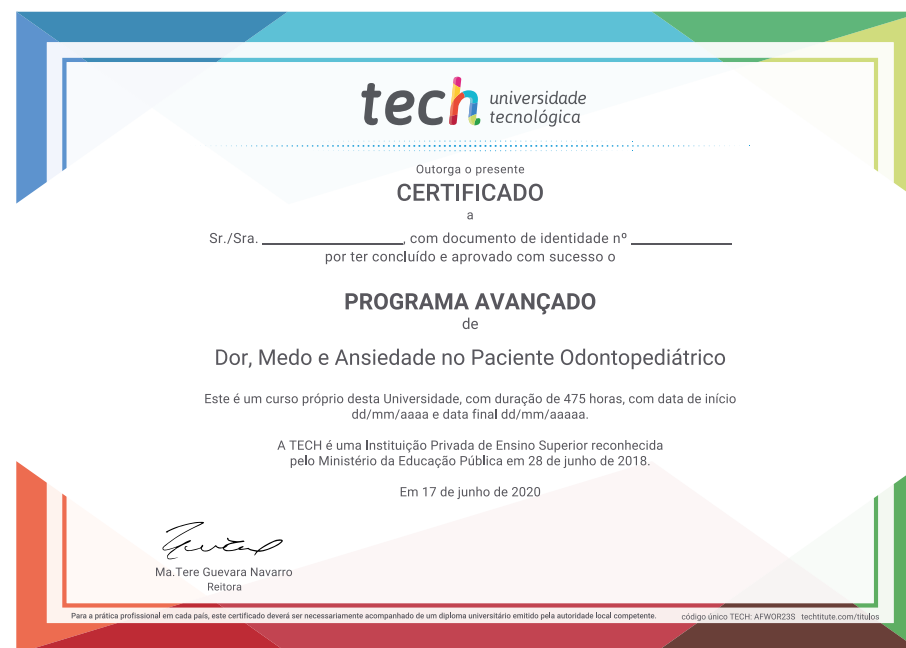 tech universidade
tecnológica
Outorga o presente
CERTIFICADO
a
Sr./Sra. ____________, com documento de identidade nº ____________
por ter concluído e aprovado com sucesso o
PROGRAMA AVANÇADO
de
Dor, Medo e Ansiedade no Paciente Odontopediátrico
Este é um curso próprio desta Universidade, com duração de 475 horas, com data de início
dd/mm/aaaa e data final dd/mm/aaaaa.
A TECH é uma Instituição Privada de Ensino Superior reconhecida
pelo Ministério da Educação Pública em 28 de junho de 2018.
Em 17 de junho de 2020
Ma.Tere Guevara Navarro
Reitora
Para a prática profissional em cada país, este certificado deverá ser necessariamente acompanhado de um diploma universitário emitido pela autoridade local competente. código único TECH: AFWOR23S techtitute.com/titulos